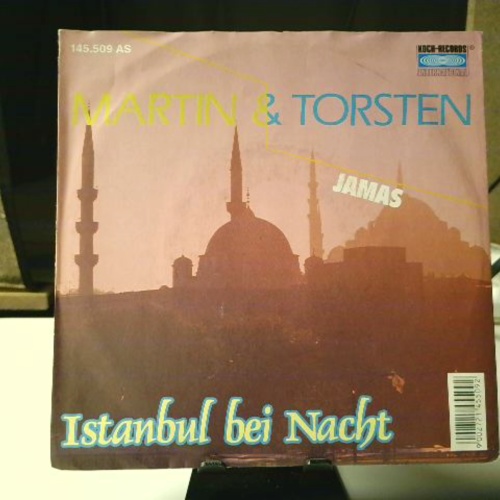 145.509 AS
KOCH-RECORDS
MARTIN & TORSTEN
JAMAS
Istanbul bei Nacht